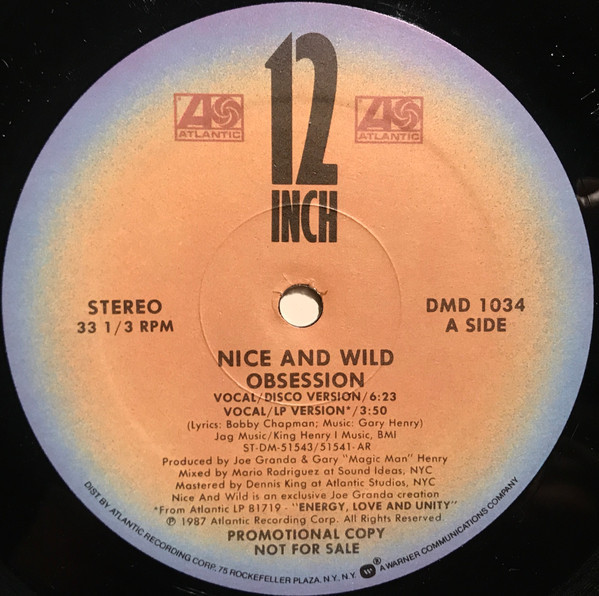 12
INCH
ATLANTIC
ATLANTIC
STEREO
33 1/3 RPM
DMD 1034
A SIDE
NICE AND WILD
OBSESSION
VOCAL/DISCO VERSION/6:23
VOCAL/LP VERSION*/3:50
(Lyrics: Bobby Chapman; Music: Gary Henry)
Jag Music/King Henry I Music, BMI
ST-DM-51543/51541-AR
Produced by Joe Granda & Gary "Magic Man" Henry
Mixed by Mario Rodriguez at Sound Ideas, NYC
Mastered by Dennis King at Atlantic Studios, NYC
Nice And Wild is an exclusive Joe Granda creation
*From Atlantic LP 81719 - "ENERGY, LOVE AND UNITY"
℗ 1987 Atlantic Recording Corp. All Rights Reserved
PROMOTIONAL COPY
NOT FOR SALE
DIST. BY ATLANTIC RECORDING CORP. 75 ROCKEFELLER PLAZA, N.Y., N.Y. W ® A WARNER COMMUNICATIONS COMPANY